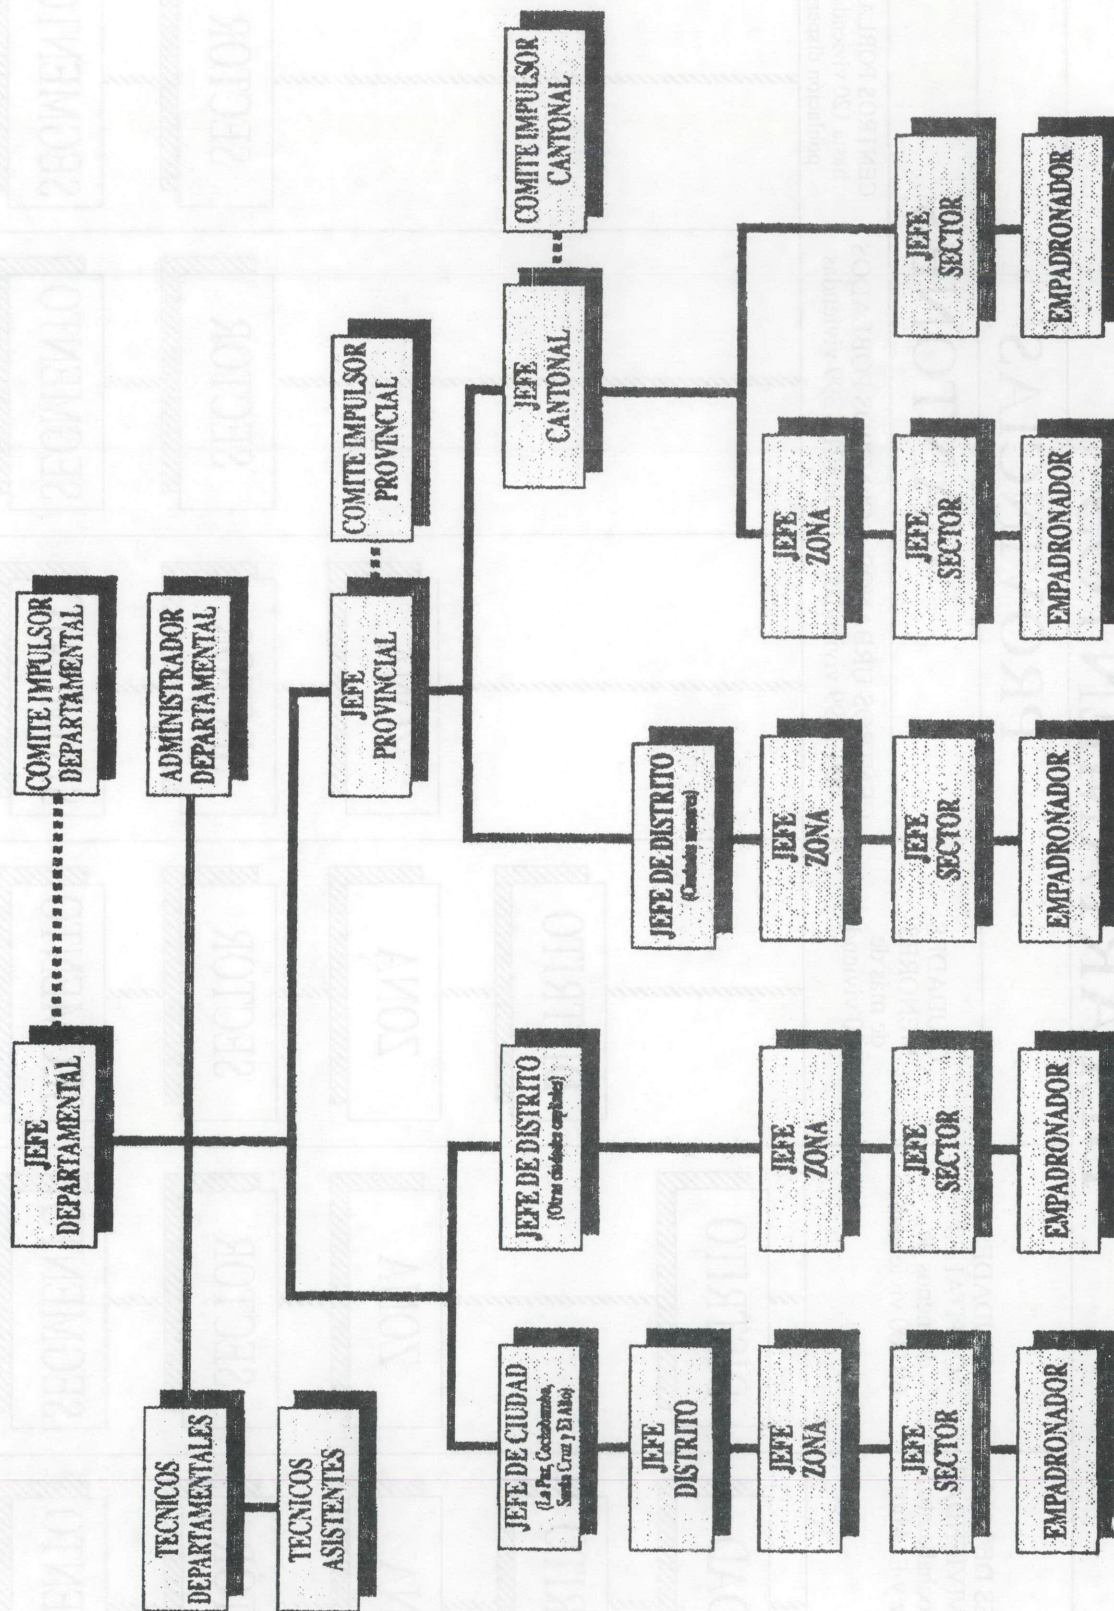 JEFE
DEPARTAMENTAL
COMITE IMPULSOR
DEPARTAMENTAL
TECNICOS
DEPARTAMENTALES
ADMINISTRADOR
DEPARTAMENTAL
TECNICOS
ASISTENTES
JEFE
PROVINCIAL
COMITE IMPULSOR
PROVINCIAL
JEFE DE CIUDAD
(La Paz, Cochabamba,
Santa Cruz y El Alto)
JEFE DE DISTRITO
(Otras ciudades capitales)
JEFE
CANTONAL
COMITE IMPULSOR
CANTONAL
JEFE
DISTRITO
JEFE DE DISTRITO
(Ciudades menores)
JEFE
ZONA
JEFE
ZONA
JEFE
ZONA
JEFE
ZONA
JEFE
SECTOR
JEFE
SECTOR
JEFE
SECTOR
JEFE
SECTOR
JEFE
SECTOR
EMPADRONADOR
EMPADRONADOR
EMPADRONADOR
EMPADRONADOR
EMPADRONADOR